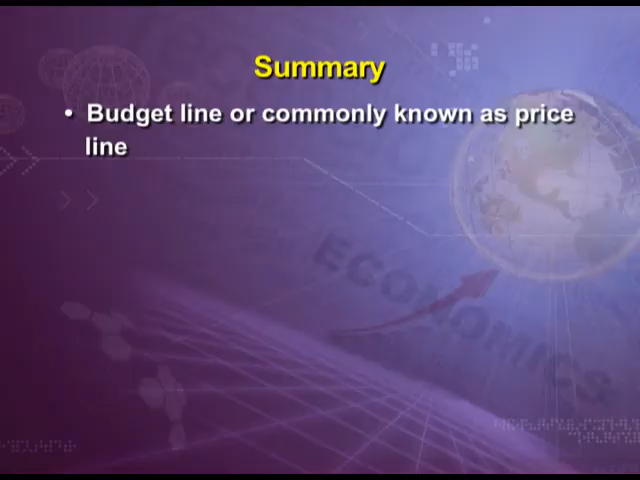 Summary
• Budget line or commonly known as price
line
ECONOMICS